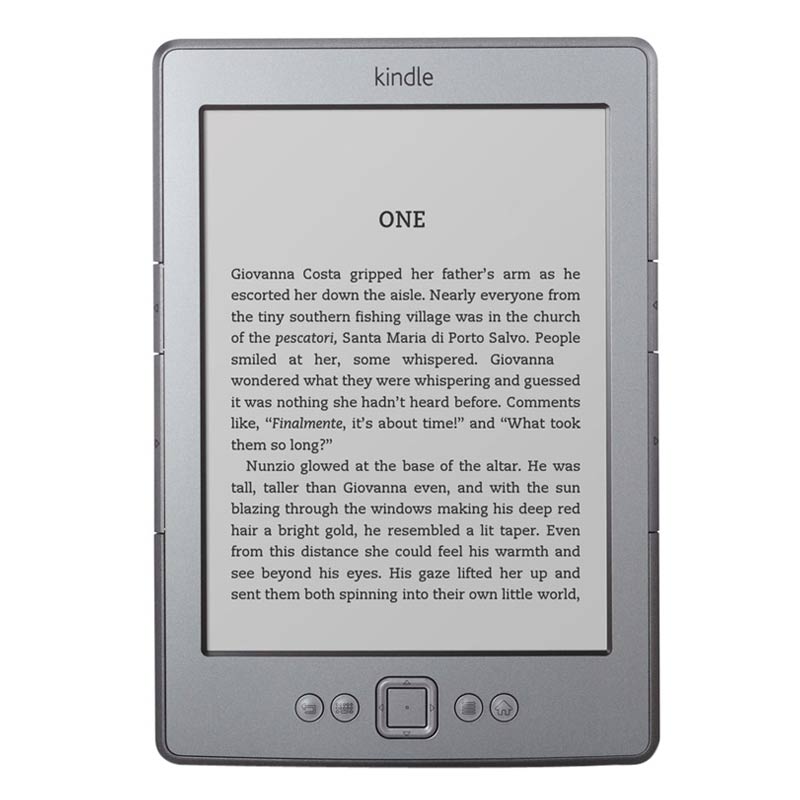 kindle
ONE
Giovanna Costa gripped her father's arm as he
escorted her down the aisle. Nearly everyone from
the tiny southern fishing village was in the church
of the pescatori, Santa Maria di Porto Salvo. People
smiled at her, some whispered. Giovanna
wondered what they were whispering and guessed
it was nothing she hadn't heard before. Comments
like, “Finalmente, it's about time!” and “What took
them so long?”
Nunzio glowed at the base of the altar. He was
tall, taller than Giovanna even, and with the sun
blazing through the windows making his deep red
hair a bright gold, he resembled a lit taper. Even
from this distance she could feel his warmth and
see beyond his eyes. His gaze lifted her up and
sent them both spinning into their own little world,